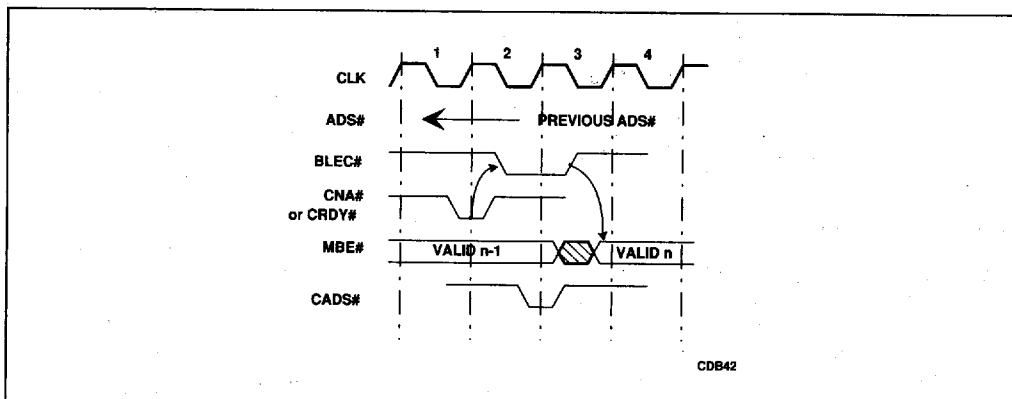 1 2 3 4
CLK
ADS# PREVIOUS ADS#
BLEC#
CNA#
or CRDY#
MBE# VALID n-1 VALID n
CADS#
CDB42